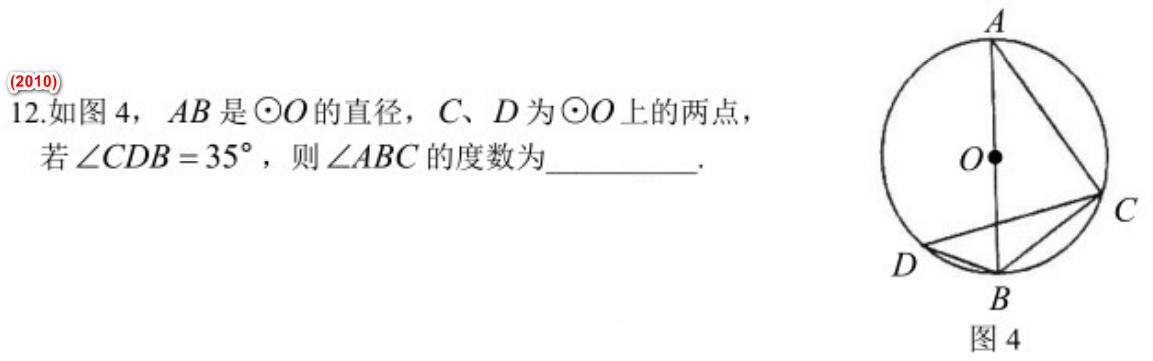 (2010)
12.如图 4， AB 是⊙O 的直径， C、D 为⊙O 上的两点，
若∠CDB = 35°，则∠ABC 的度数为__________.
A
O
C
D
B
图 4